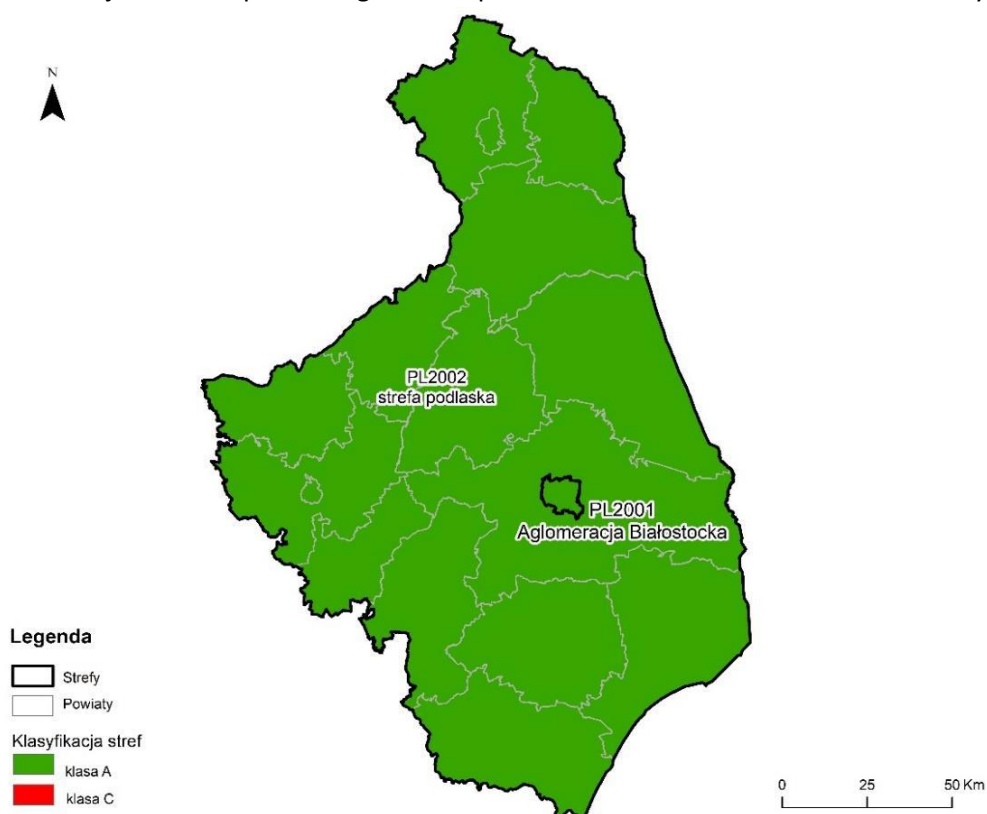 N
PL2002
strefa podlaska
PL2001
Aglomeracja Białostocka
Legenda
Strefy
Powiaty
Klasyfikacja stref
klasa A
klasa C
0 25 50 Km